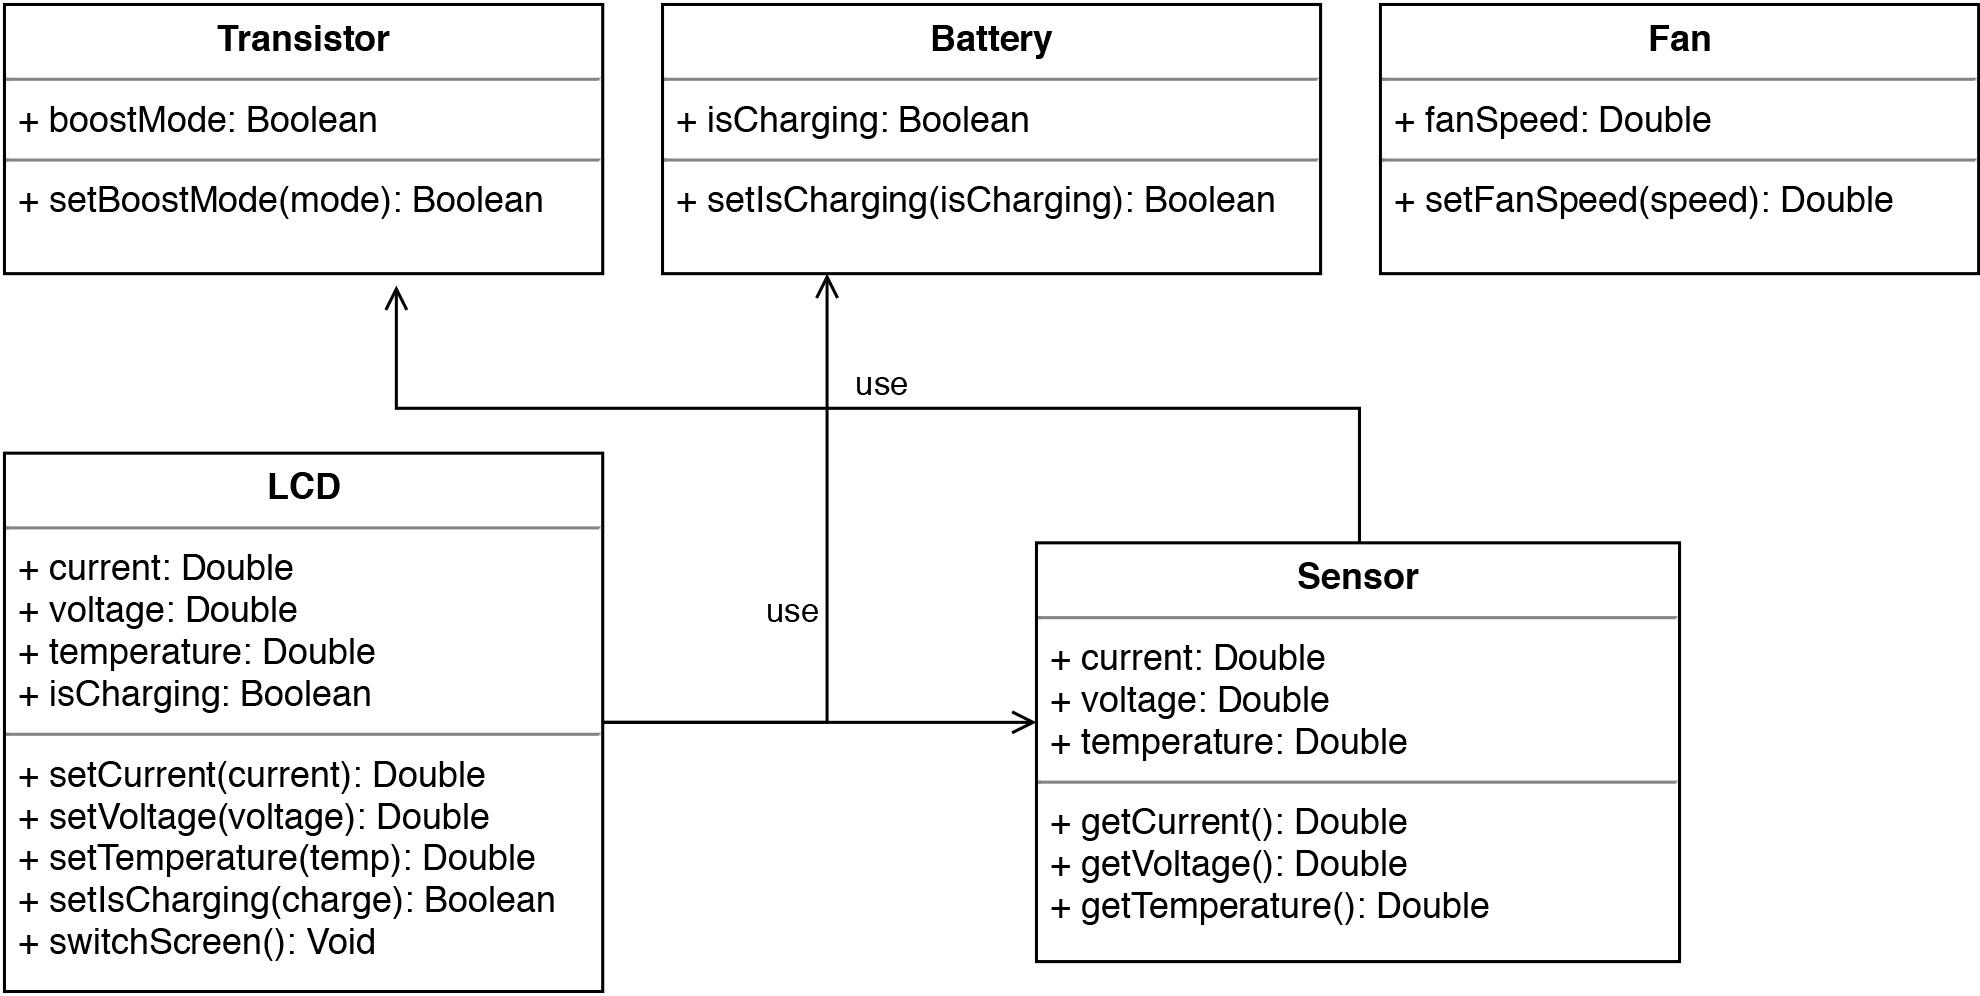 Transistor
+ boostMode: Boolean
+ setBoostMode(mode): Boolean
Battery
+ isCharging: Boolean
+ setIsCharging(isCharging): Boolean
Fan
+ fanSpeed: Double
+ setFanSpeed(speed): Double
use
LCD
+ current: Double
+ voltage: Double
+ temperature: Double
+ isCharging: Boolean
+ setCurrent(current): Double
+ setVoltage(voltage): Double
+ setTemperature(temp): Double
+ setIsCharging(charge): Boolean
+ switchScreen(): Void
use
Sensor
+ current: Double
+ voltage: Double
+ temperature: Double
+ getCurrent(): Double
+ getVoltage(): Double
+ getTemperature(): Double